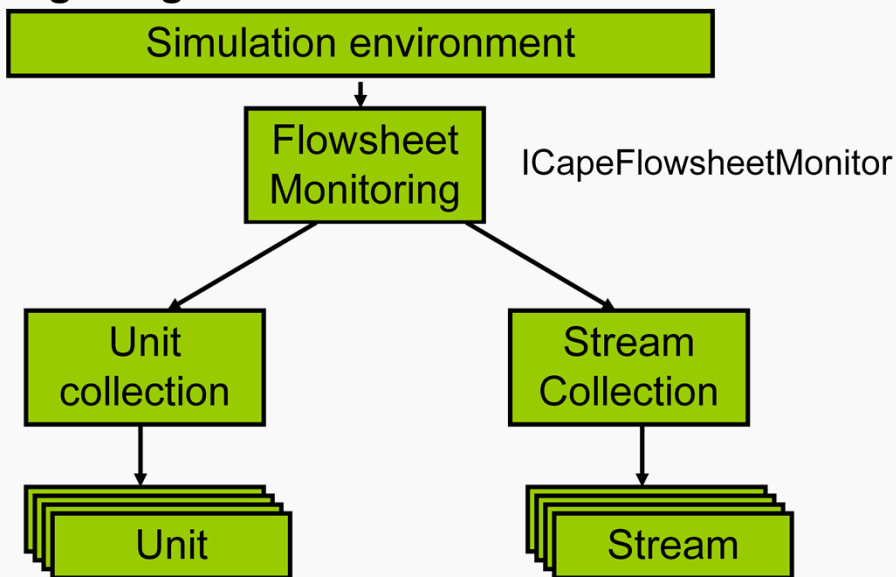 Simulation environment
Flowsheet
Monitoring
ICapeFlowsheetMonitor
Unit
collection
Stream
Collection
Unit
Stream